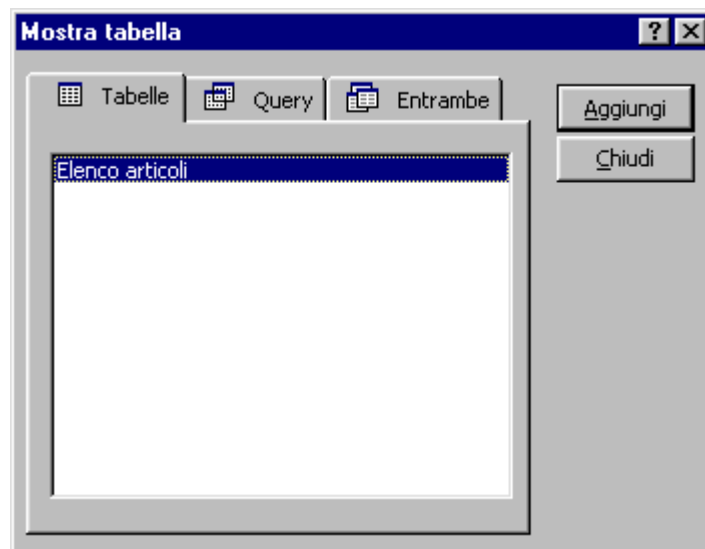 Mostra tabella
Tabelle Query Entrambe
Aggiungi
Chiudi
Elenco articoli